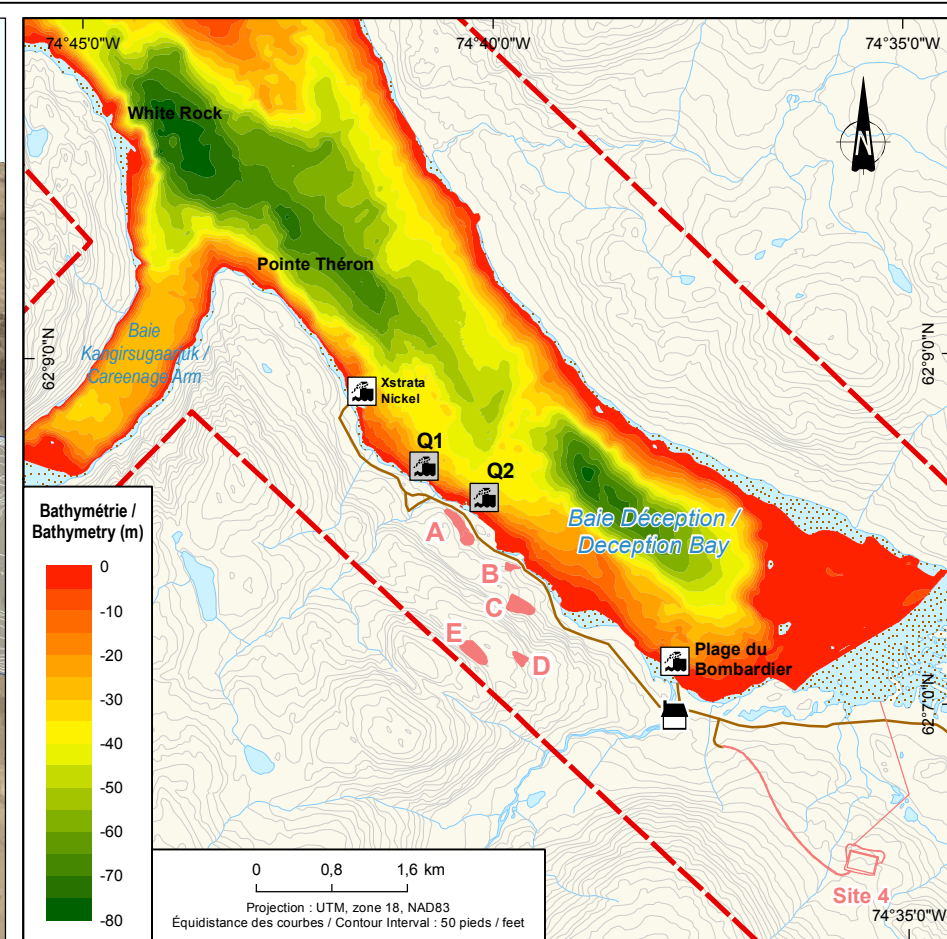 74°45'0"W
74°40'0"W
74°35'0"W
White Rock
N
Pointe Théron
62°9'0"N
62°9'0"N
Baie
Kangirsugaaruk /
Careenage Arm
Xstrata
Nickel
Q1
Q2
Bathymétrie /
Bathymetry (m)
0
-10
-20
-30
-40
-50
-60
-70
-80
A
B
C
D
E
Baie Déception /
Deception Bay
Plage du
Bombardier
62°7'0"N
Site 4
74°35'0"W
0 0,8 1,6 km
Projection : UTM, zone 18, NAD83
Équidistance des courbes / Contour Interval : 50 pieds / feet